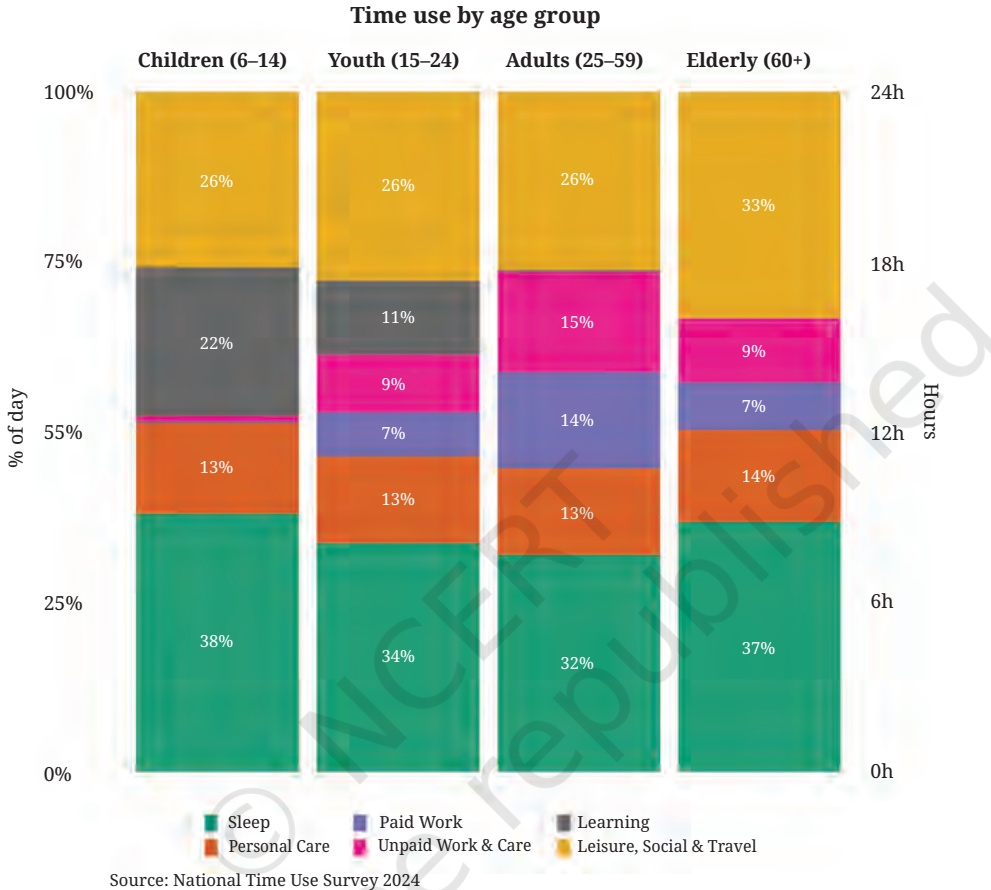 Time use by age group
Children (6–14) Youth (15–24) Adults (25–59) Elderly (60+)
100% 24h
26% 26% 26% 33%
75% 18h
22% 11% 15% 9%
9% 14% 7%
% of day 55% 12h Hours
13% 7% 13% 14%
13%
25% 6h
38% 34% 32% 37%
0% 0h
Sleep Paid Work Learning
Personal Care Unpaid Work & Care Leisure, Social & Travel
Source: National Time Use Survey 2024
© NCERT
be republished